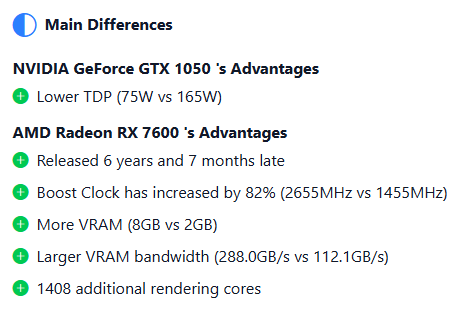 Main Differences
NVIDIA GeForce GTX 1050 's Advantages
Lower TDP (75W vs 165W)
AMD Radeon RX 7600 's Advantages
Released 6 years and 7 months late
Boost Clock has increased by 82% (2655MHz vs 1455MHz)
More VRAM (8GB vs 2GB)
Larger VRAM bandwidth (288.0GB/s vs 112.1GB/s)
1408 additional rendering cores